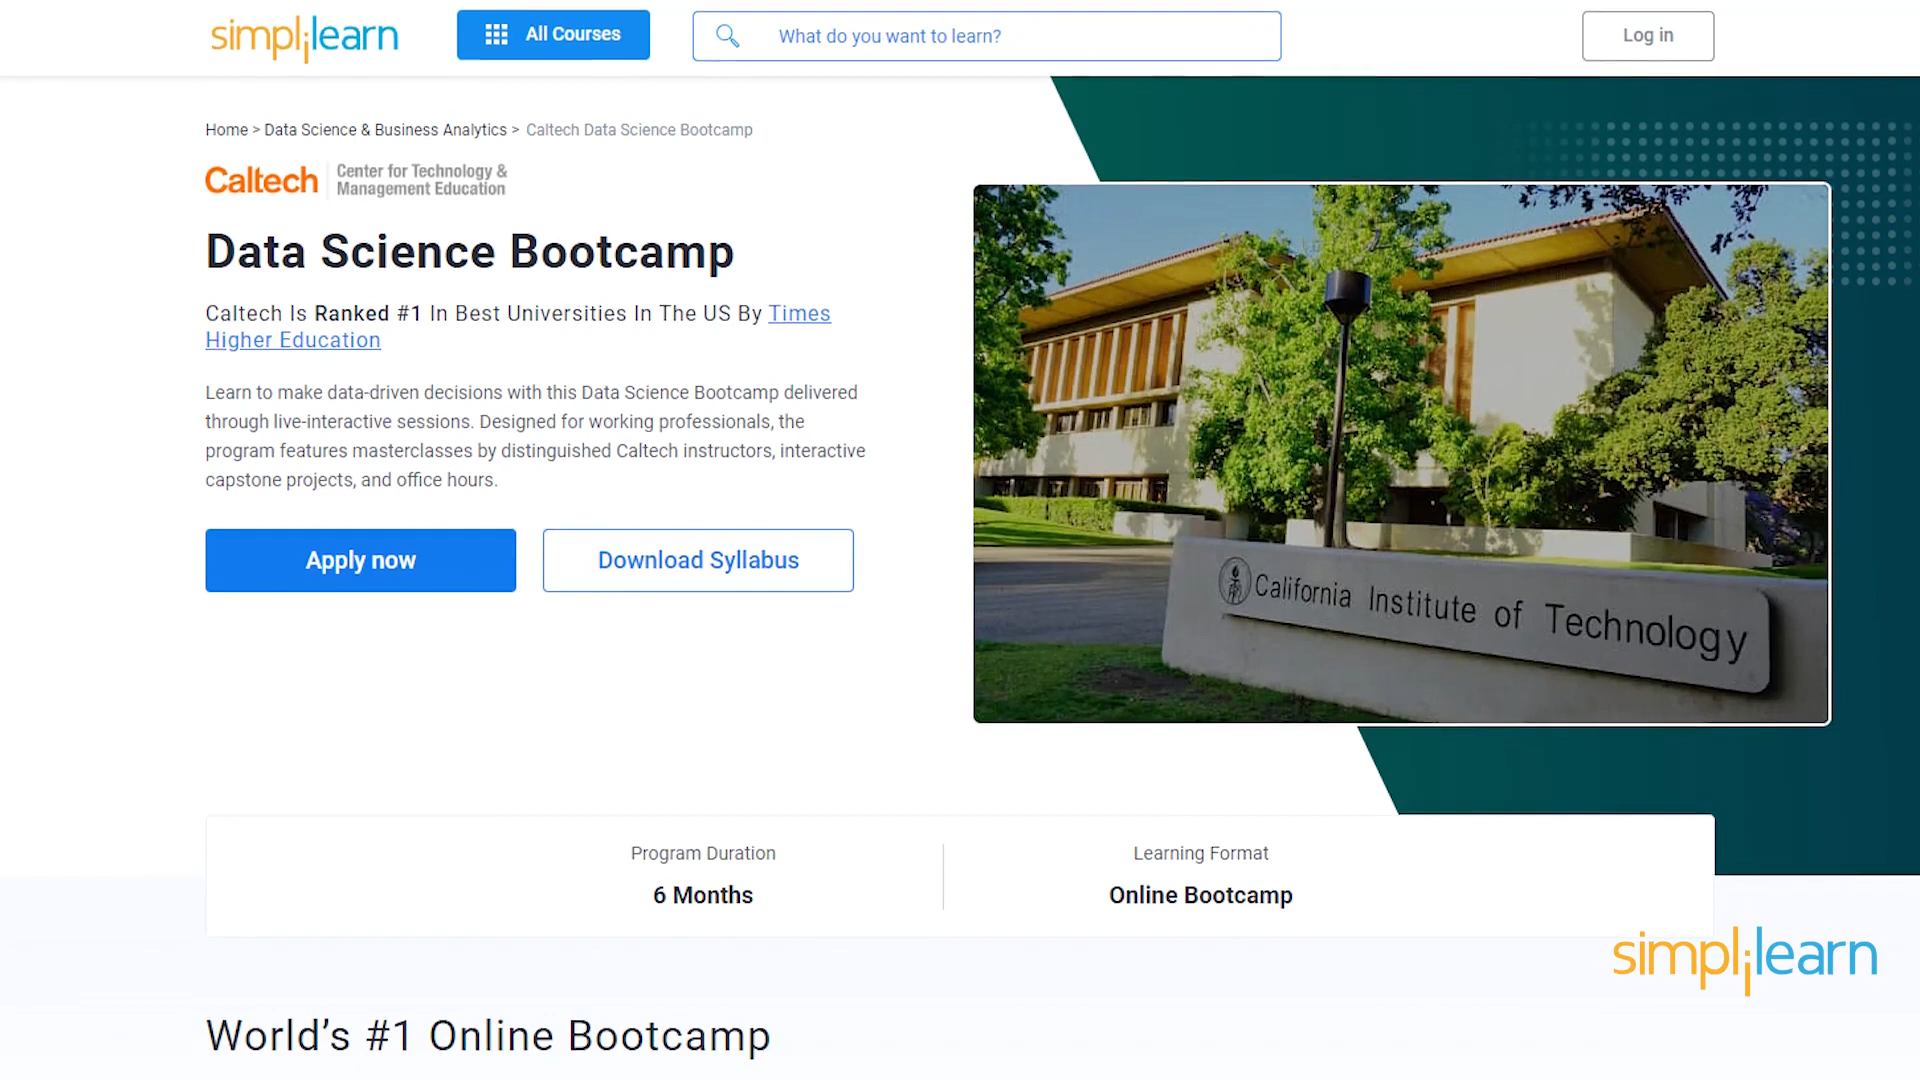 simplilearn
All Courses
What do you want to learn?
Log in
Home > Data Science & Business Analytics > Caltech Data Science Bootcamp
Caltech
Center for Technology &
Management Education
Data Science Bootcamp
Caltech Is Ranked #1 In Best Universities In The US By Times
Higher Education
Learn to make data-driven decisions with this Data Science Bootcamp delivered
through live-interactive sessions. Designed for working professionals, the
program features masterclasses by distinguished Caltech instructors, interactive
capstone projects, and office hours.
Apply now
Download Syllabus
California Institute of Technology
Program Duration
6 Months
Learning Format
Online Bootcamp
simplilearn
World’s #1 Online Bootcamp